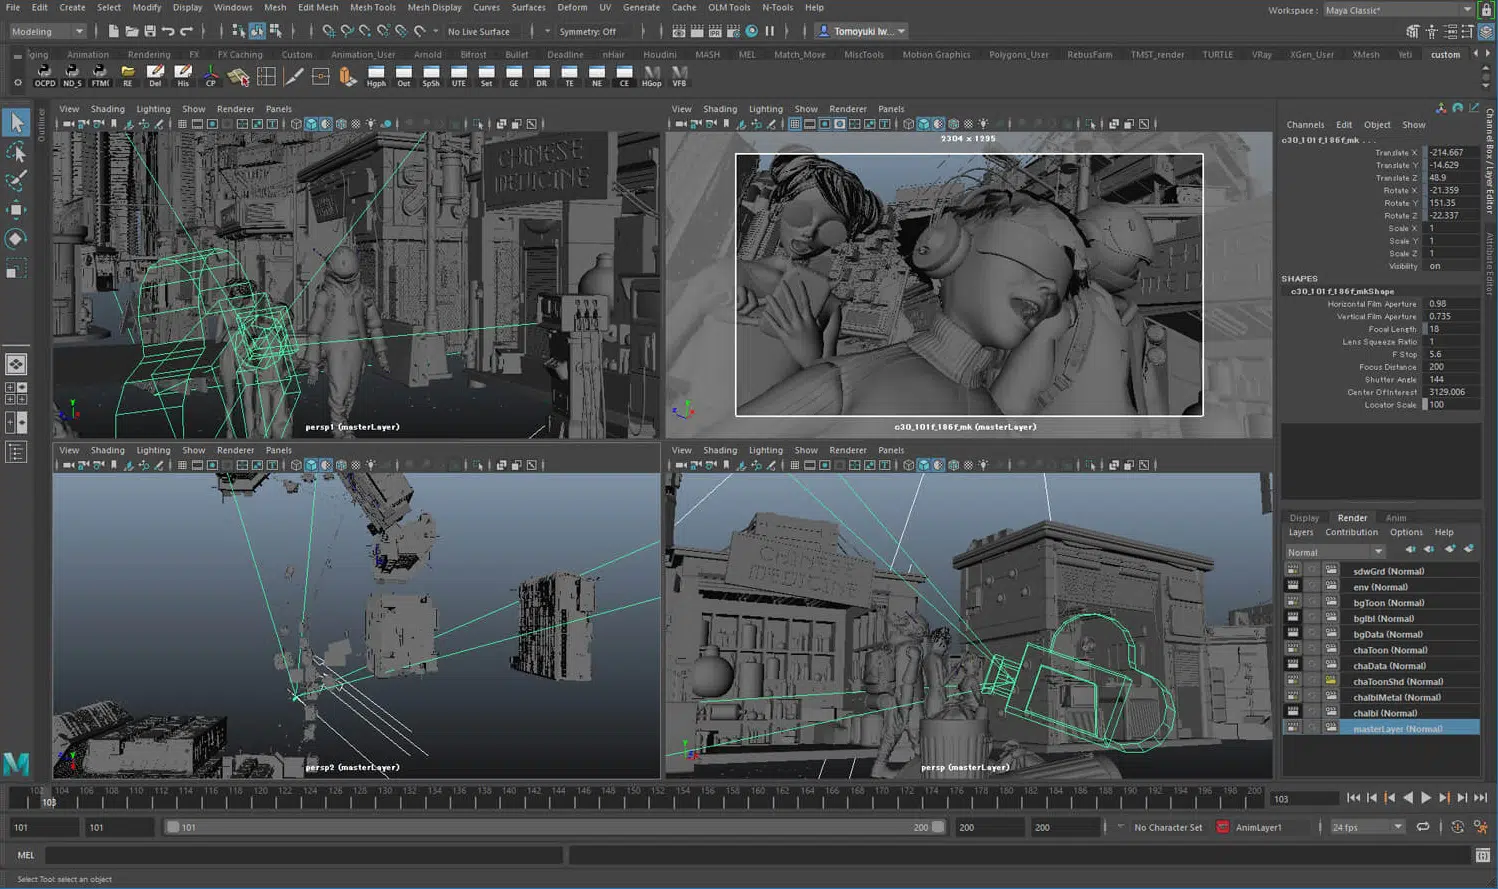 File Edit Create Select Modify Display Windows Mesh Edit Mesh Mesh Tools Mesh Display Curves Surfaces Deform UV Generate Cache OLM Tools N-Tools Help
Workspace : Maya Classic*
Modeling No Live Surface Symmetry: Off Tomoyuki Iw...
Animation Rendering FX FX Caching Custom Animation_User Arnold Bifrost Bullet Deadline nHair Houdini MASH MEL Match_Move MiscTools Motion Graphics Polygons_User RebusFarm TMST_render TURTLE VRay XGen_User XMesh Yeti custom
OCPD ND_S FTMI RE Del His CP Hgph Out SpSh UTE Set GE DR TE NE CE HGop VFB
Outliner
View Shading Lighting Show Renderer Panels
CHINESE
MEDICINE
persp1 (masterLayer)
View Shading Lighting Show Renderer Panels
2304 x 1295
c30_101f_186f_mk (masterLayer)
View Shading Lighting Show Renderer Panels
persp2 (masterLayer)
View Shading Lighting Show Renderer Panels
CHINESE
MEDICINE
persp (masterLayer)
Channels Edit Object Show
c30_101f_186f_mk . . .
Translate X -214.667
Translate Y -14.629
Translate Z 48.9
Rotate X -21.359
Rotate Y 151.35
Rotate Z -22.337
Scale X 1
Scale Y 1
Scale Z 1
Visibility on
SHAPES
c30_101f_186f_mkShape
Horizontal Film Aperture 0.98
Vertical Film Aperture 0.735
Focal Length 18
Lens Squeeze Ratio 1
F Stop 5.6
Focus Distance 200
Shutter Angle 144
Center Of Interest 3129.006
Locator Scale 100
Channel Box / Layer Editor
Attribute Editor
Display Render Anim
Layers Contribution Options Help
Normal
sdwGrd (Normal)
env (Normal)
bgToon (Normal)
bgIbl (Normal)
bgData (Normal)
chaToon (Normal)
chaData (Normal)
chaToonShd (Normal)
chaIblMetal (Normal)
chaIbl (Normal)
masterLayer (Normal)
102 104 106 108 110 112 114 116 118 120 122 124 126 128 130 132 134 136 138 140 142 144 146 148 150 152 154 156 158 160 162 164 166 168 170 172 174 176 178 180 182 184 186 188 190 192 194 196 198 200
103
103
101 101 101 200 200 200 No Character Set AnimLayer1 24 fps
MEL
Select Tool: select an object